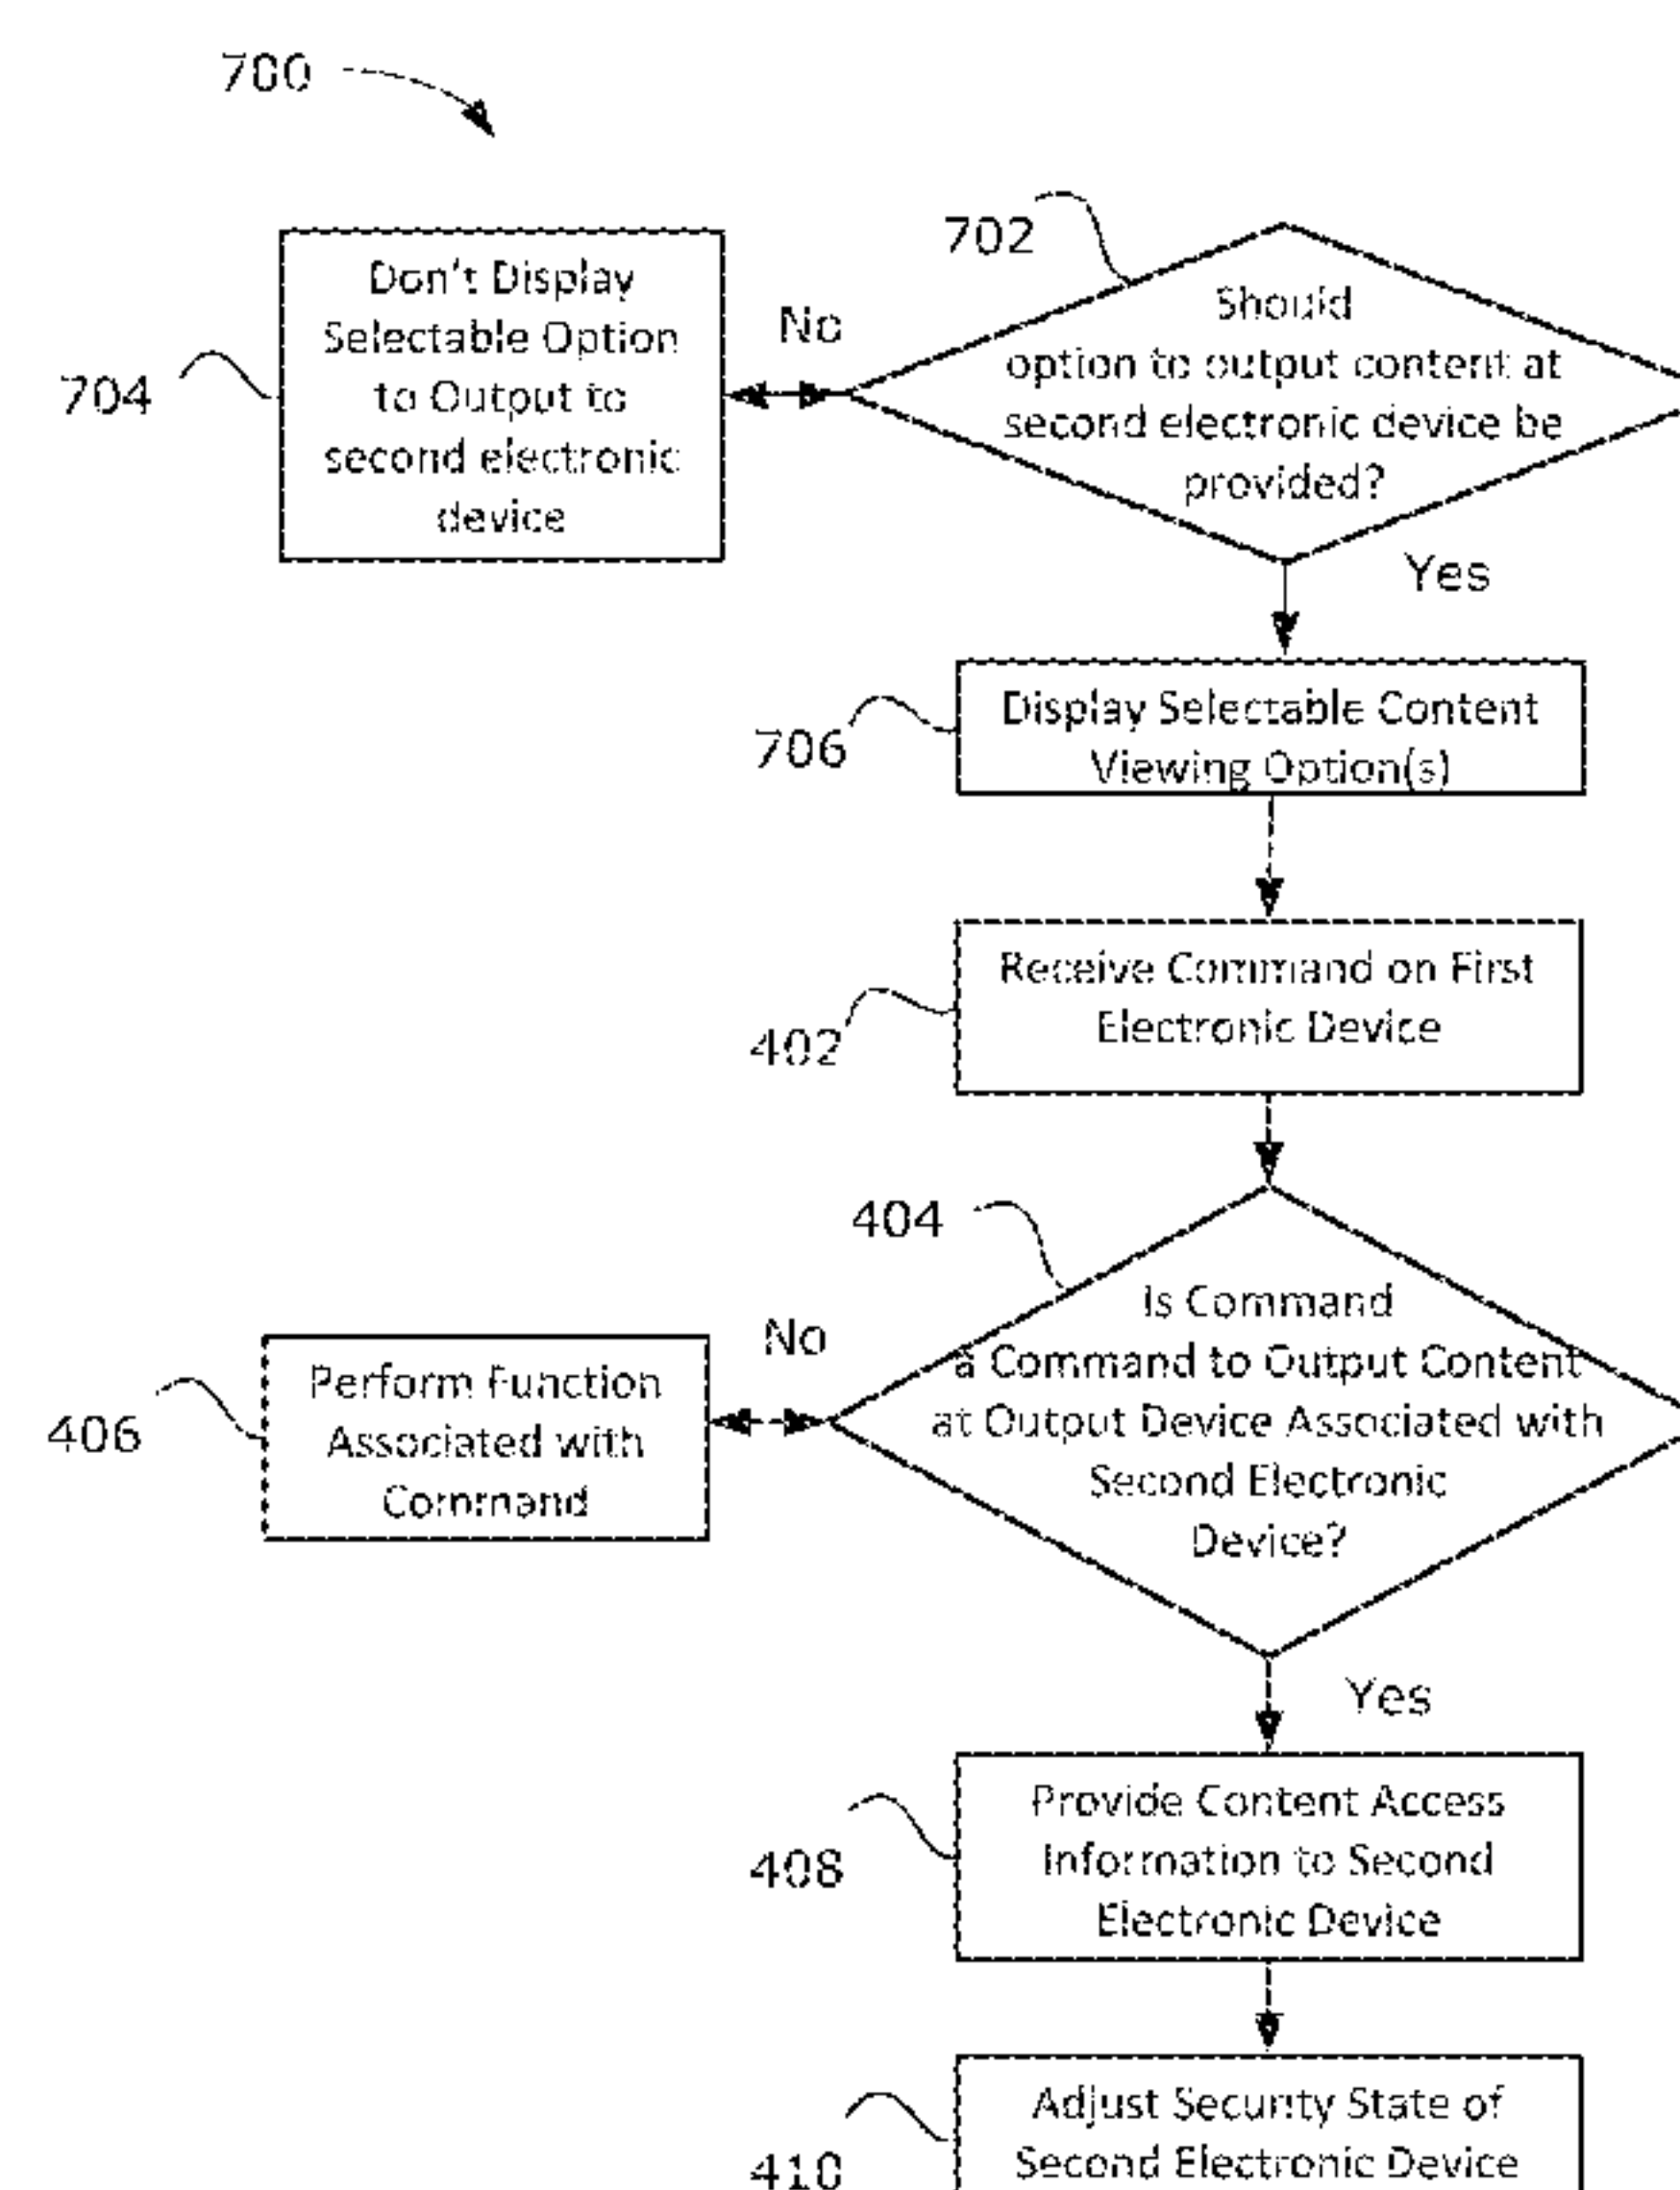 700
702
Should
option to output content at
second electronic device be
provided?
No
Don't Display
Selectable Option
to Output to
second electronic
device
704
Yes
Display Selectable Content
Viewing Option(s)
706
Receive Command on First
Electronic Device
402
404
Is Command
a Command to Output Content
at Output Device Associated with
Second Electronic
Device?
No
Perform Function
Associated with
Command
406
Yes
Provide Content Access
Information to Second
Electronic Device
408
Adjust Security State of
Second Electronic Device
410